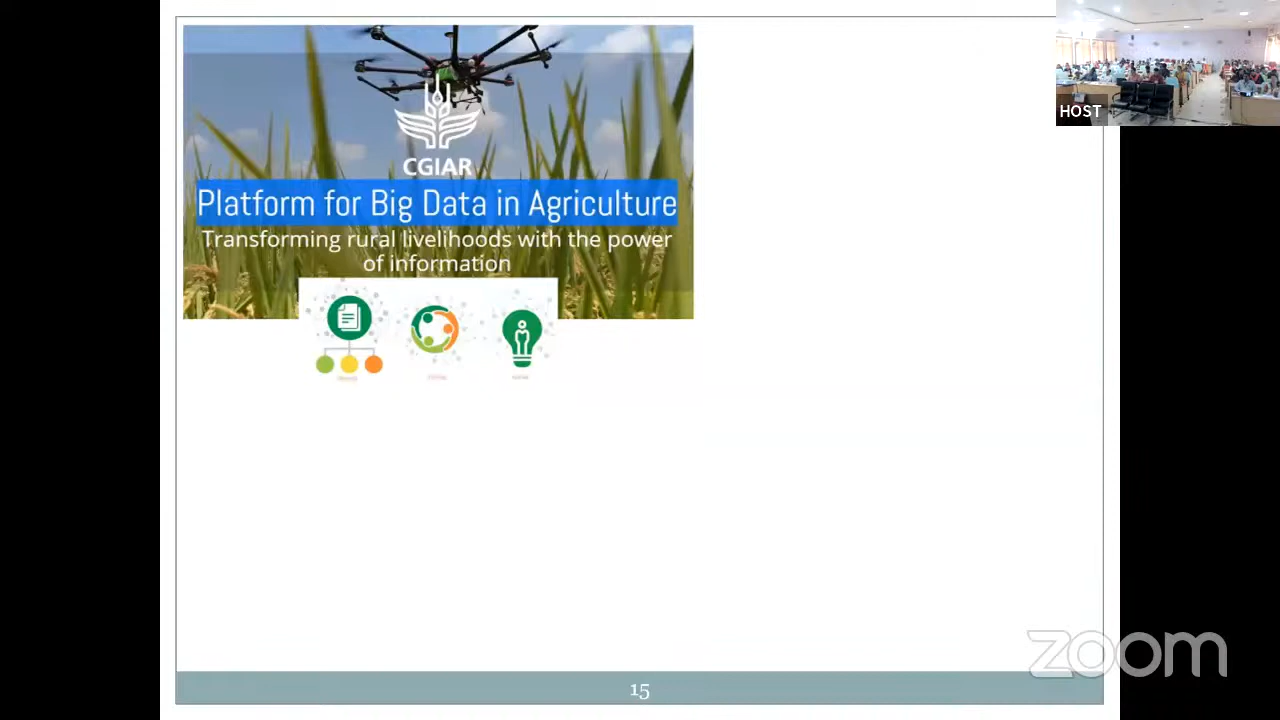 HOST
CGIAR
Platform for Big Data in Agriculture
Transforming rural livelihoods with the power
of information
15
zoom